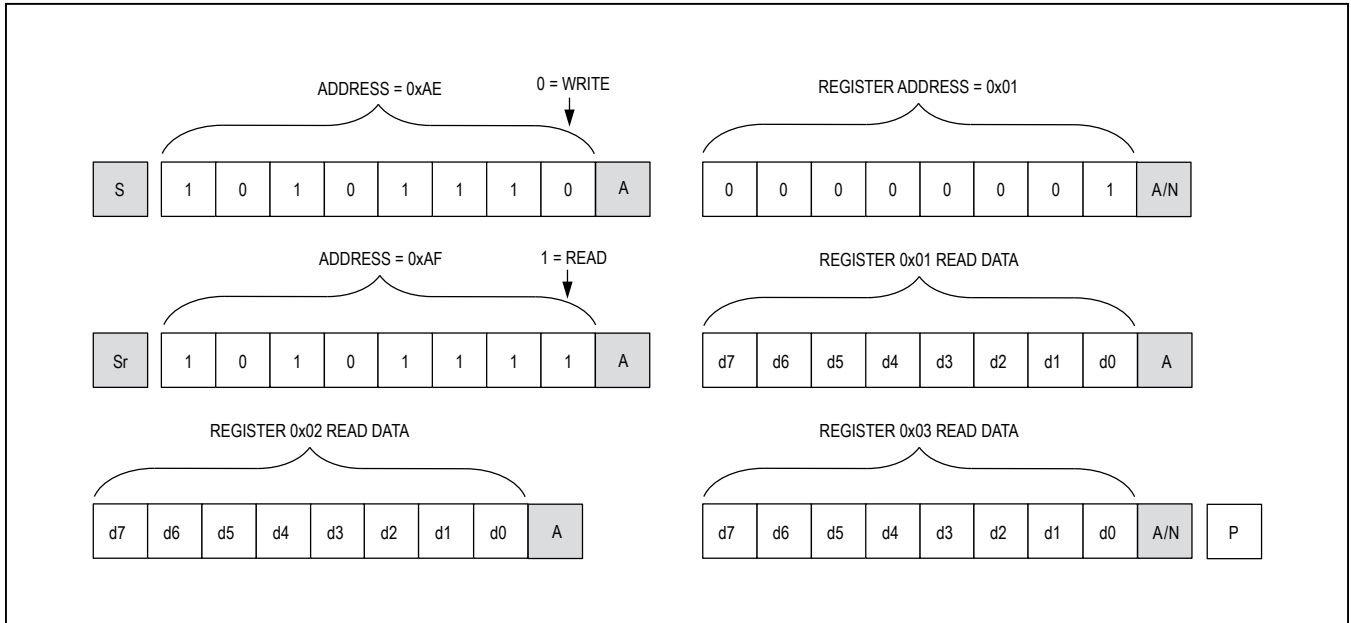 ADDRESS = 0xAE 0 = WRITE REGISTER ADDRESS = 0x01
S 1 0 1 0 1 1 1 0 A 0 0 0 0 0 0 0 1 A/N
ADDRESS = 0xAF 1 = READ REGISTER 0x01 READ DATA
Sr 1 0 1 0 1 1 1 1 A d7 d6 d5 d4 d3 d2 d1 d0 A
REGISTER 0x02 READ DATA REGISTER 0x03 READ DATA
d7 d6 d5 d4 d3 d2 d1 d0 A d7 d6 d5 d4 d3 d2 d1 d0 A/N P